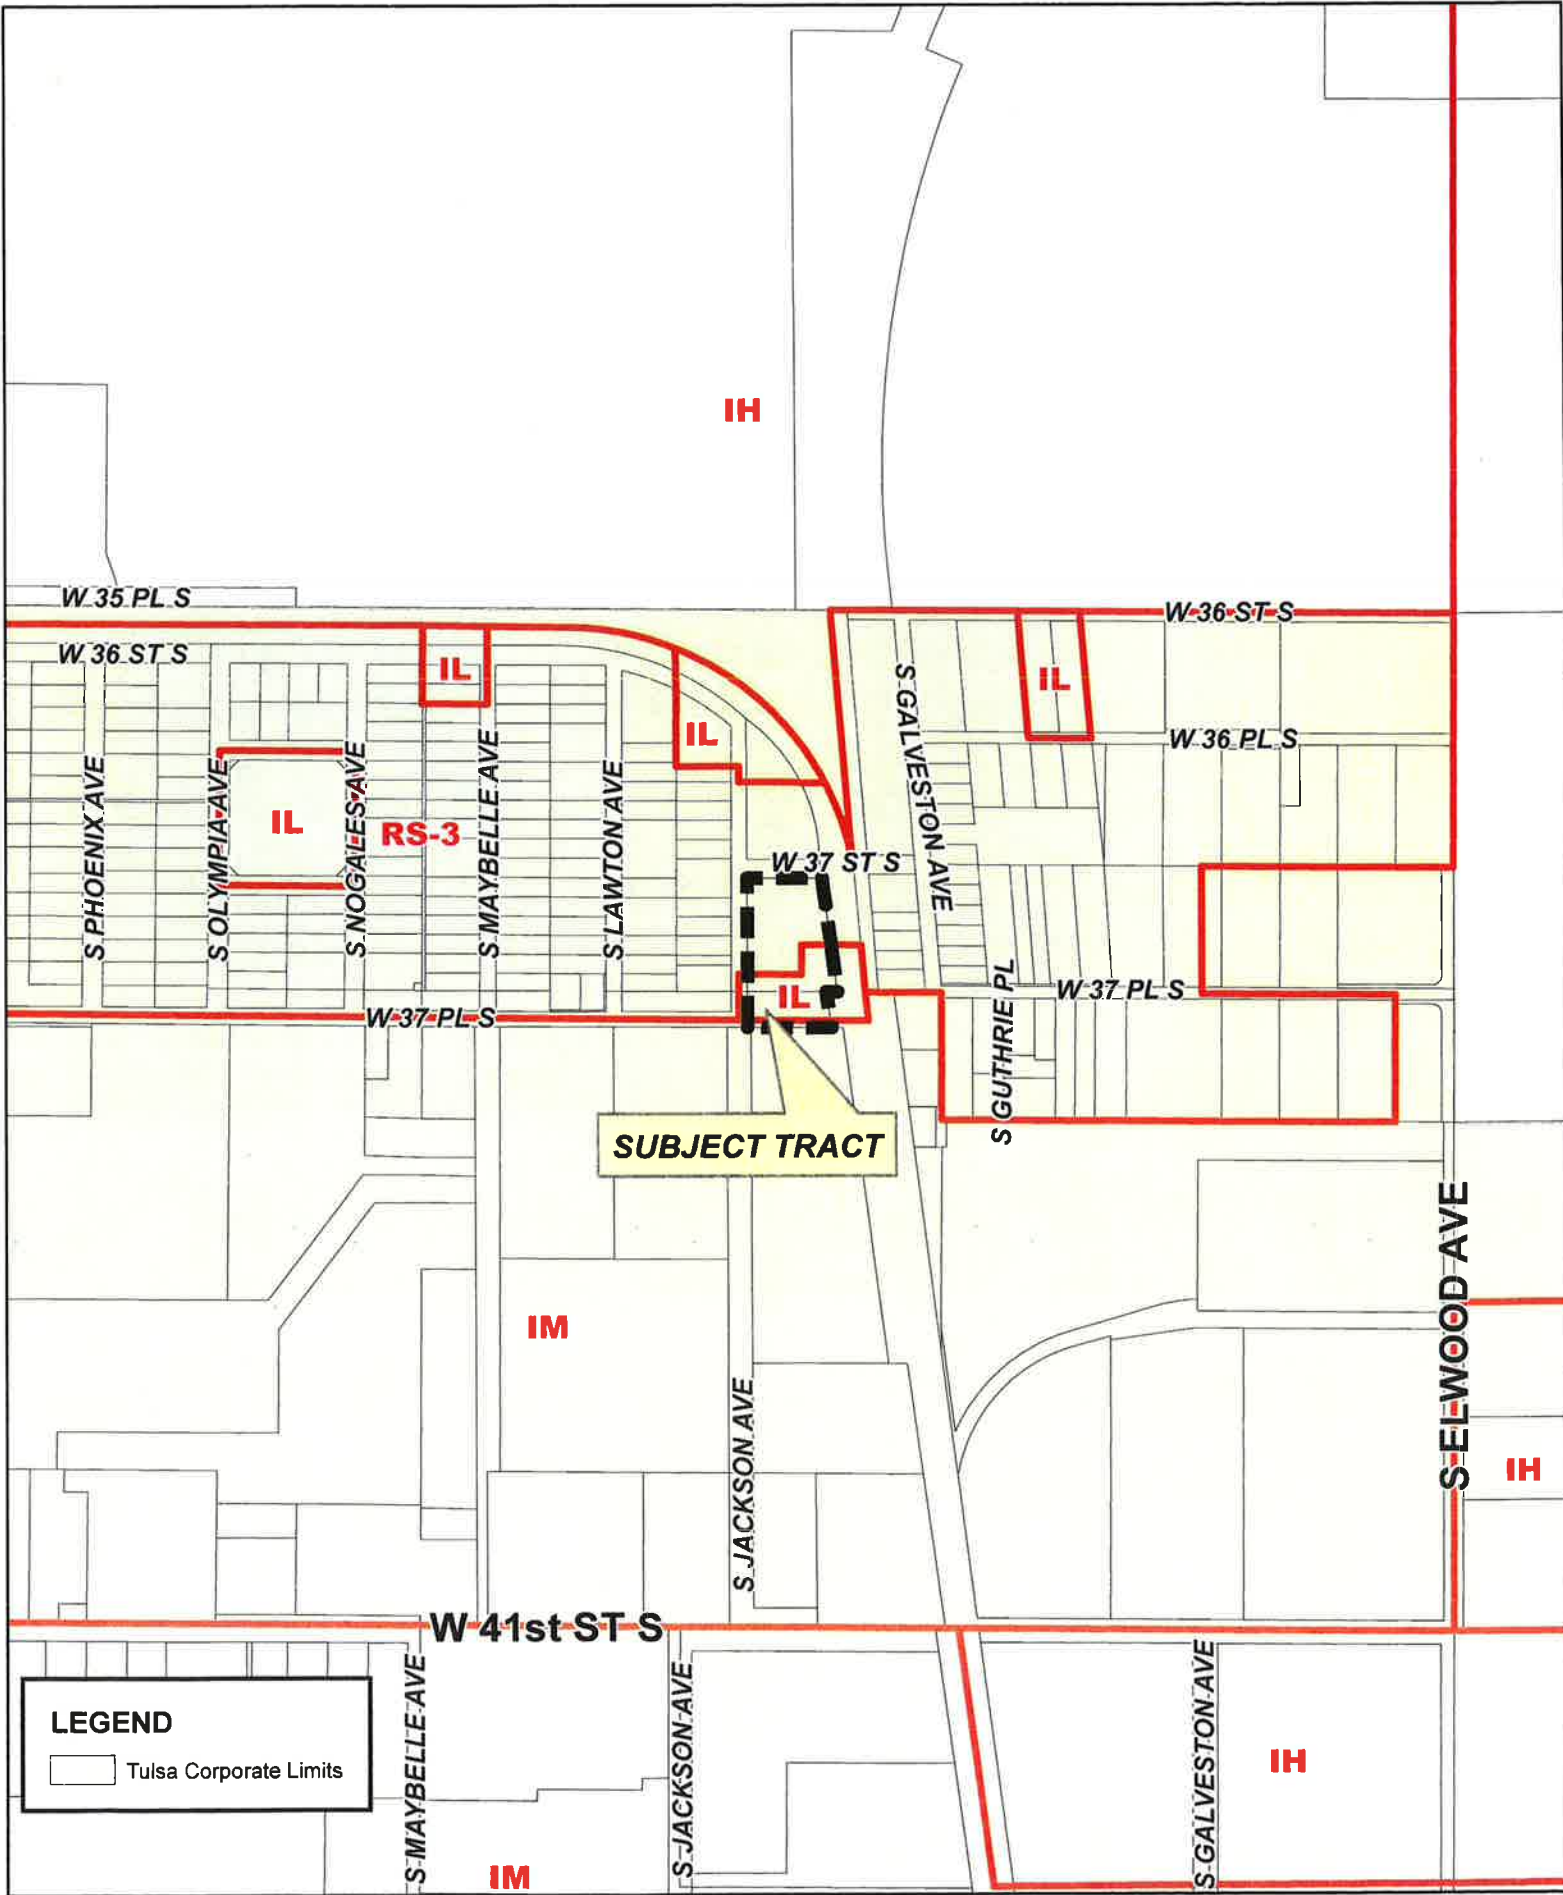 IH
W 35 PL S
W 36 ST S
W 36 ST S
IL
IL
IL
S GALVESTON AVE
W 36 PL S
S PHOENIX AVE
S OLYMPIA AVE
IL
S NOGALES AVE
RS-3
S MAYBELLE AVE
S LAWTON AVE
W 37 ST S
IL
W 37 PL S
W 37 PL S
S GUTHRIE PL
SUBJECT TRACT
IM
S JACKSON AVE
S ELWOOD AVE
IH
W 41st ST S
LEGEND
Tulsa Corporate Limits
S MAYBELLE AVE
S JACKSON AVE
S GALVESTON AVE
IH
IM